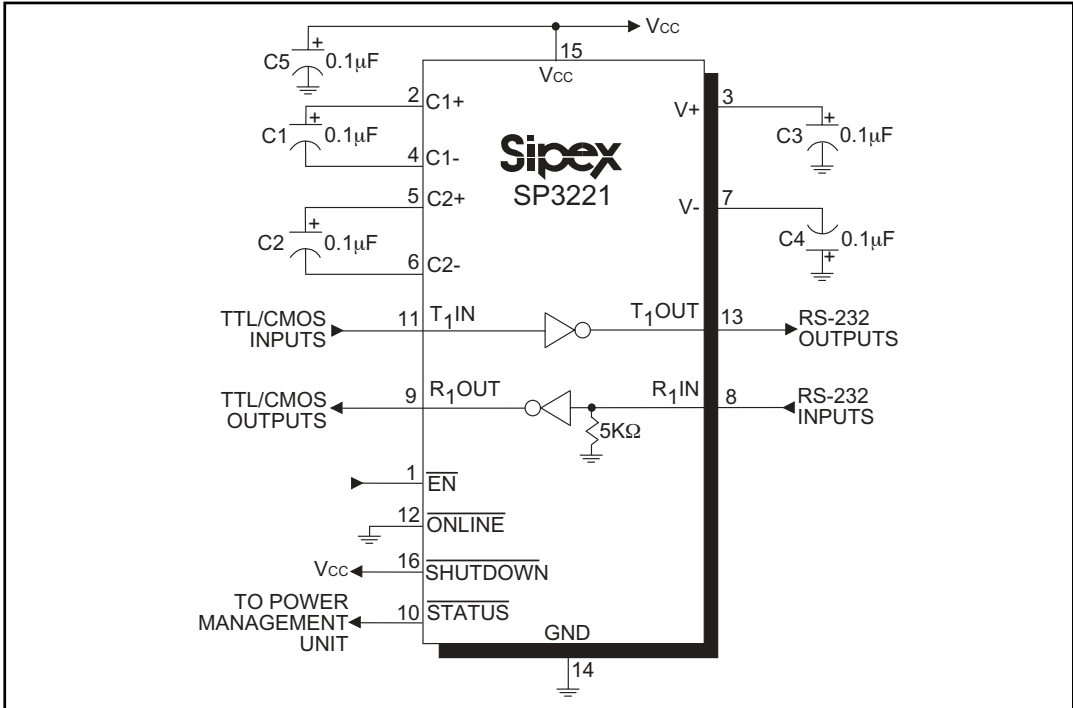 VCC
15
C5
+
0.1µF
VCC
2
C1+
V+
3
C1
+
0.1µF
C3
+
0.1µF
4
C1-
Sipex
SP3221
5
C2+
V-
7
C2
+
0.1µF
C4
0.1µF
+
6
C2-
TTL/CMOS
INPUTS
11
T1IN
T1OUT
13
RS-232
OUTPUTS
TTL/CMOS
OUTPUTS
9
R1OUT
R1IN
8
RS-232
INPUTS
5KΩ
1
EN
12
ONLINE
VCC
16
SHUTDOWN
TO POWER
MANAGEMENT
UNIT
10
STATUS
GND
14